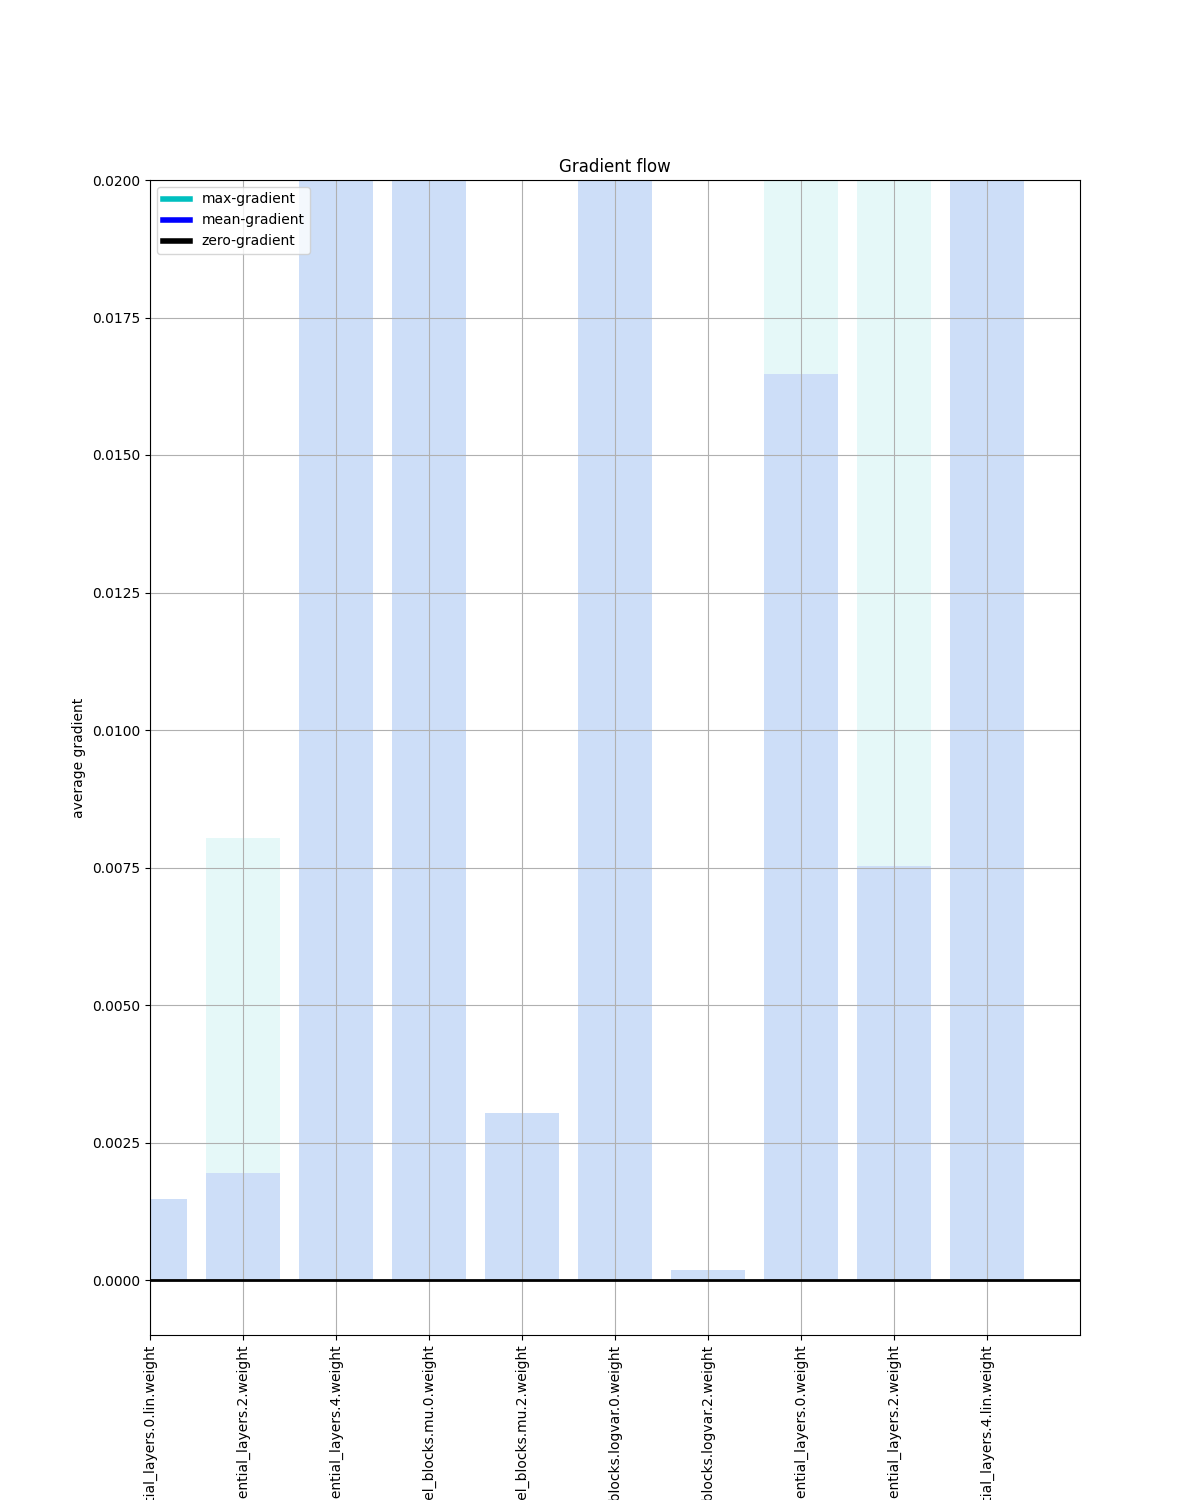 Gradient flow
max-gradient
mean-gradient
zero-gradient
0.0200
0.0175
0.0150
0.0125
0.0100
0.0075
0.0050
0.0025
0.0000
average gradient
tial_layers.0.lin.weight
ential_layers.2.weight
ential_layers.4.weight
el_blocks.mu.0.weight
el_blocks.mu.2.weight
blocks.logvar.0.weight
blocks.logvar.2.weight
ential_layers.0.weight
ential_layers.2.weight
tial_layers.4.lin.weight